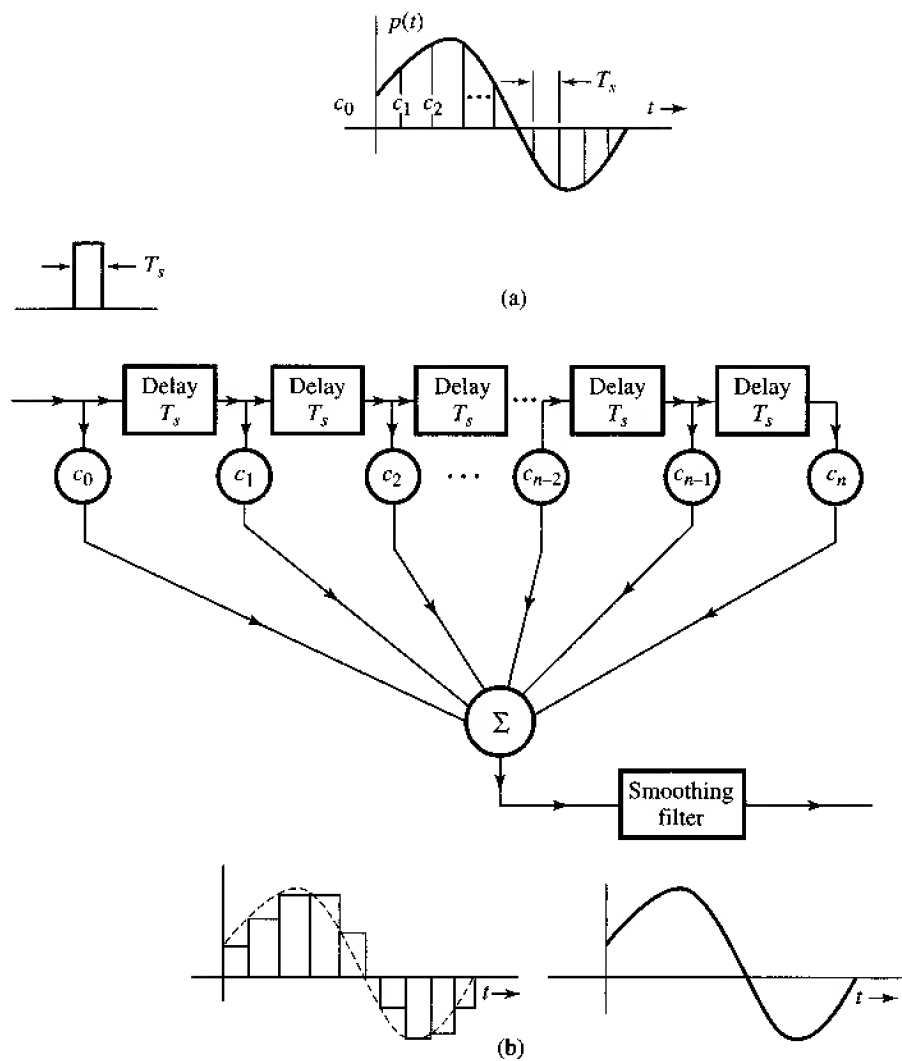 p(t)
c₀ c₁ c₂ ... Tₛ t
Tₛ
(a)
Delay Tₛ
Delay Tₛ
Delay Tₛ
...
Delay Tₛ
Delay Tₛ
c₀ c₁ c₂ ... cₙ₋₂ cₙ₋₁ cₙ
Σ
Smoothing
filter
t
t
(b)